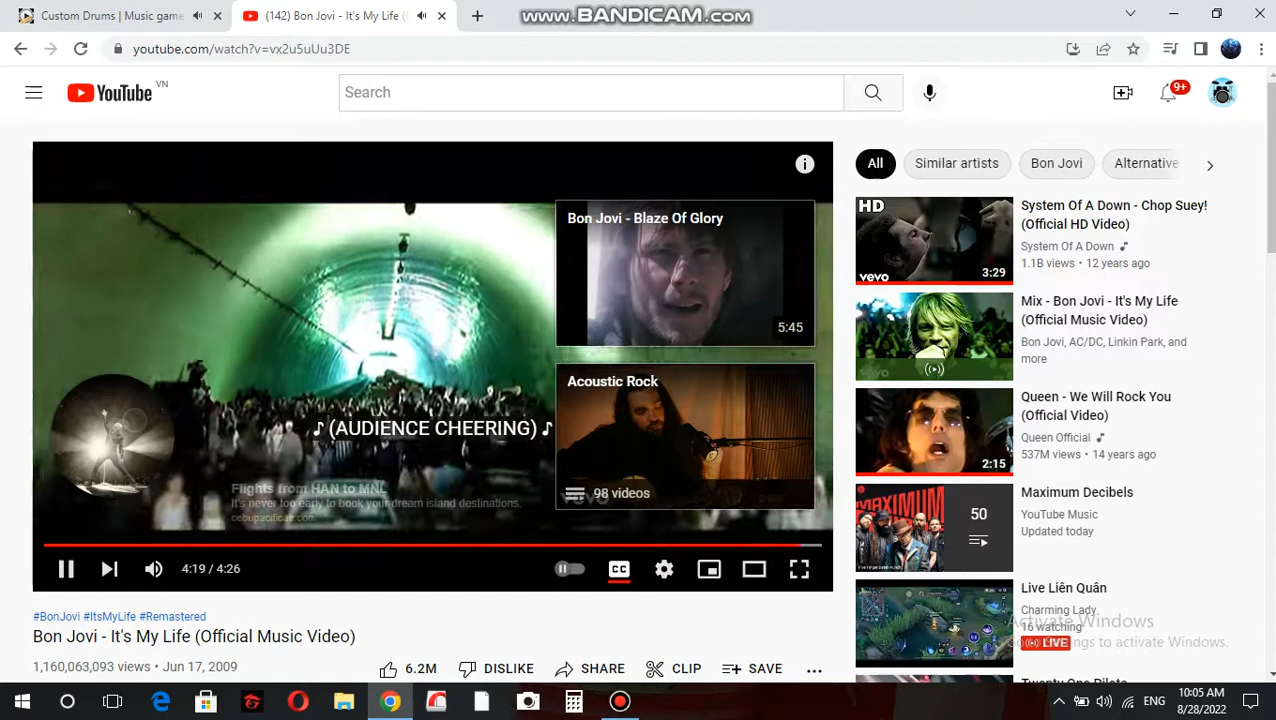 Custom Drums | Music game
(142) Bon Jovi - It's My Life (
www.BANDICAM.com
youtube.com/watch?v=vx2u5uUu3DE
YouTube VN
Search
9+
Bon Jovi - Blaze Of Glory
5:45
Acoustic Rock
98 videos
♪ (AUDIENCE CHEERING) ♪
Flights from HAN to MNL
It's never too early to book your dream island destinations.
cebupacificair.com
4:19 / 4:26
CC
#BonJovi #ItsMyLife #Remastered
Bon Jovi - It's My Life (Official Music Video)
1,160,063,093 views • Jun 17, 2009
6.2M DISLIKE SHARE CLIP SAVE
All Similar artists Bon Jovi Alternative
HD
vevo
3:29
System Of A Down - Chop Suey!
(Official HD Video)
System Of A Down
1.1B views • 12 years ago
Mix - Bon Jovi - It's My Life
(Official Music Video)
Bon Jovi, AC/DC, Linkin Park, and
more
2:15
Queen - We Will Rock You
(Official Video)
Queen Official
537M views • 14 years ago
MAXIMUM
50
Maximum Decibels
YouTube Music
Updated today
Live Liên Quân
Charming Lady.
16 watching
LIVE
Activate Windows
Go to Settings to activate Windows.
ENG
10:05 AM
8/28/2022